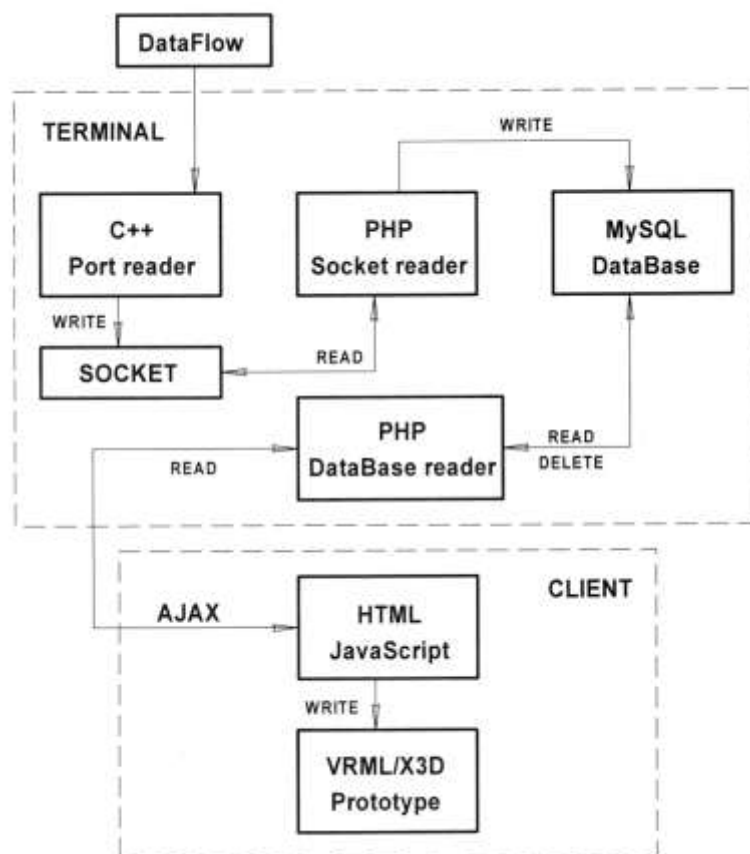 DataFlow
TERMINAL
WRITE
C++
Port reader
PHP
Socket reader
MySQL
DataBase
WRITE
SOCKET
READ
PHP
DataBase reader
READ
READ
DELETE
CLIENT
AJAX
HTML
JavaScript
WRITE
VRML/X3D
Prototype